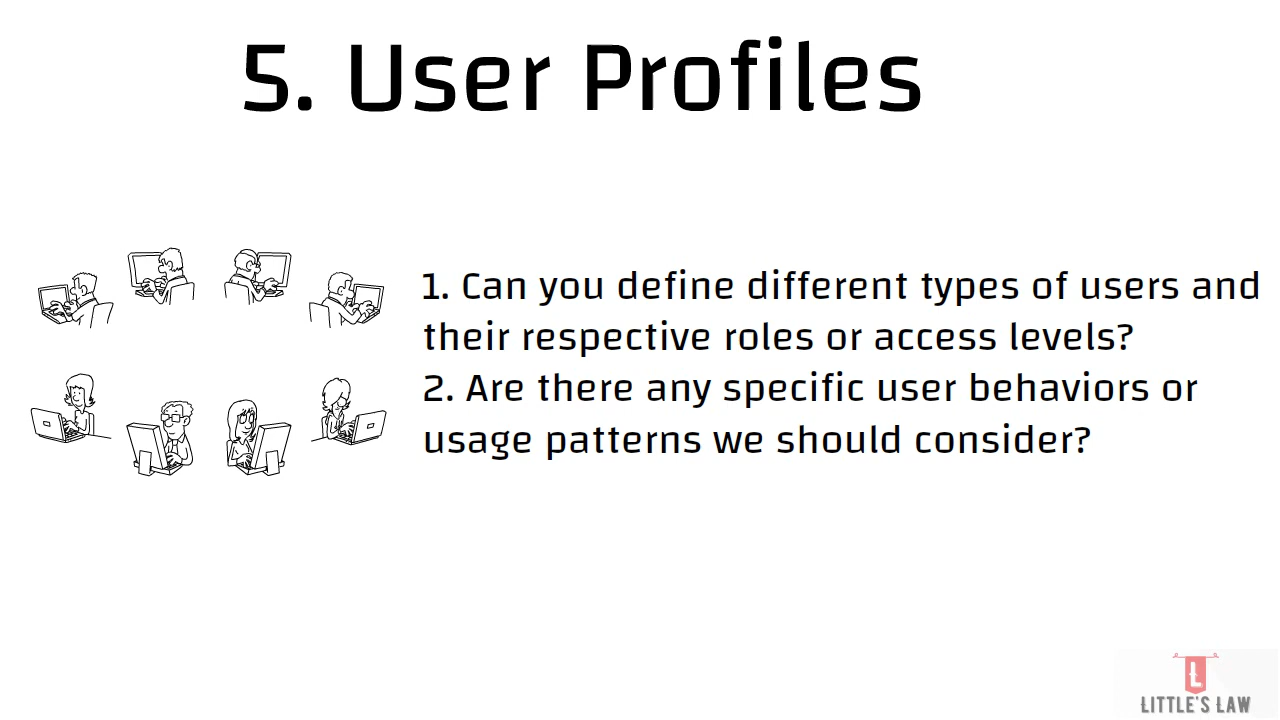 5. User Profiles
1. Can you define different types of users and
their respective roles or access levels?
2. Are there any specific user behaviors or
usage patterns we should consider?
L
LITTLE'S LAW